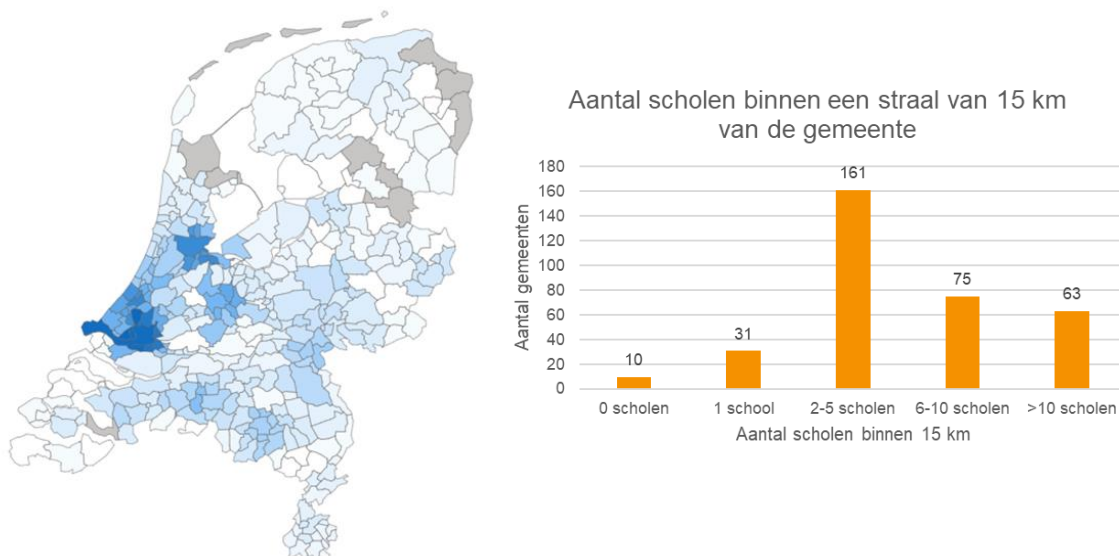 Aantal scholen binnen een straal van 15 km
van de gemeente
180
160
140
120
100
80
60
40
20
0
Aantal gemeenten
10
31
161
75
63
0 scholen
1 school
2-5 scholen
6-10 scholen
>10 scholen
Aantal scholen binnen 15 km